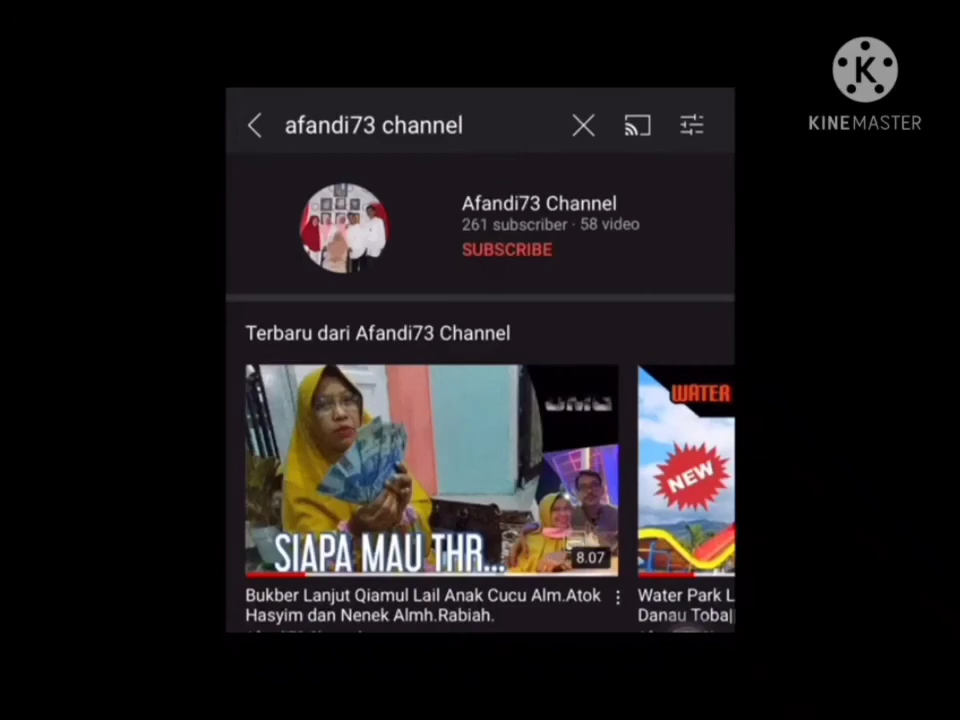 KINEMASTER
afandi73 channel
Afandi73 Channel
261 subscriber · 58 video
SUBSCRIBE
Terbaru dari Afandi73 Channel
SIAPA MAU THR...
8.07
WATER
NEW
Bukber Lanjut Qiamul Lail Anak Cucu Alm.Atok
Hasyim dan Nenek Almh.Rabiah.
Water Park L
Danau Toba|